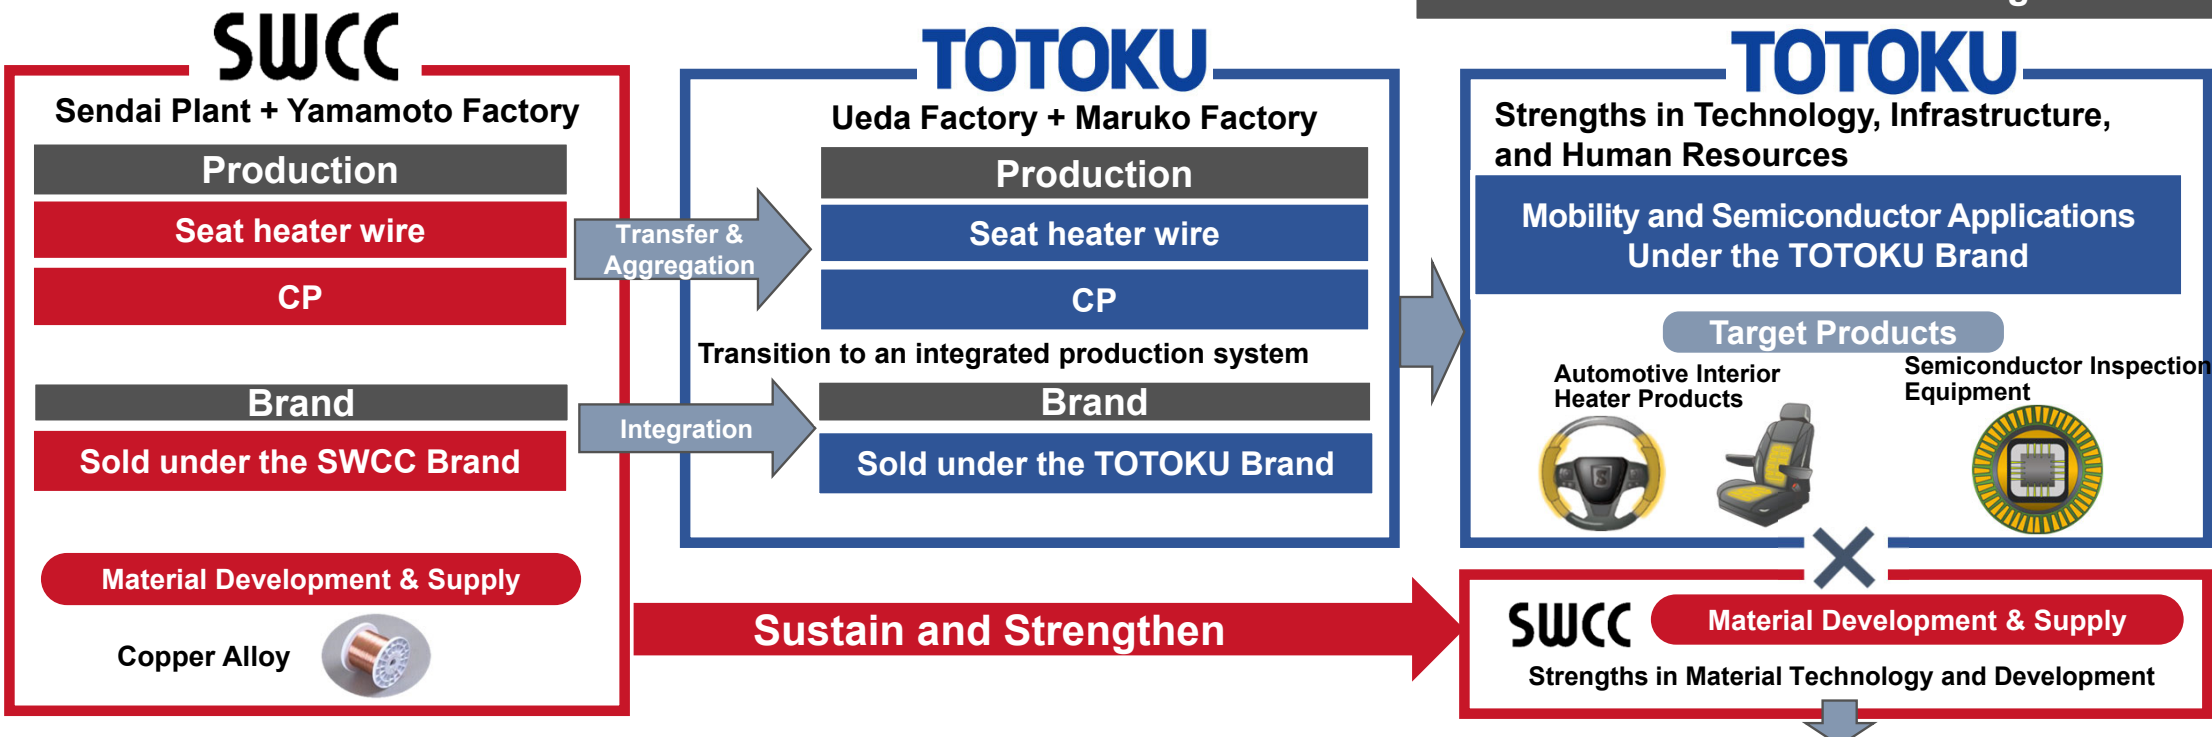 SWCC
Sendai Plant + Yamamoto Factory
Production
Seat heater wire
CP
Brand
Sold under the SWCC Brand
Material Development & Supply
Copper Alloy
Transfer &
Aggregation
Integration
TOTOKU
Ueda Factory + Maruko Factory
Production
Seat heater wire
CP
Transition to an integrated production system
Brand
Sold under the TOTOKU Brand
Sustain and Strengthen
TOTOKU
Strengths in Technology, Infrastructure,
and Human Resources
Mobility and Semiconductor Applications
Under the TOTOKU Brand
Target Products
Automotive Interior
Heater Products
Semiconductor Inspection
Equipment
SWCC
Material Development & Supply
Strengths in Material Technology and Development